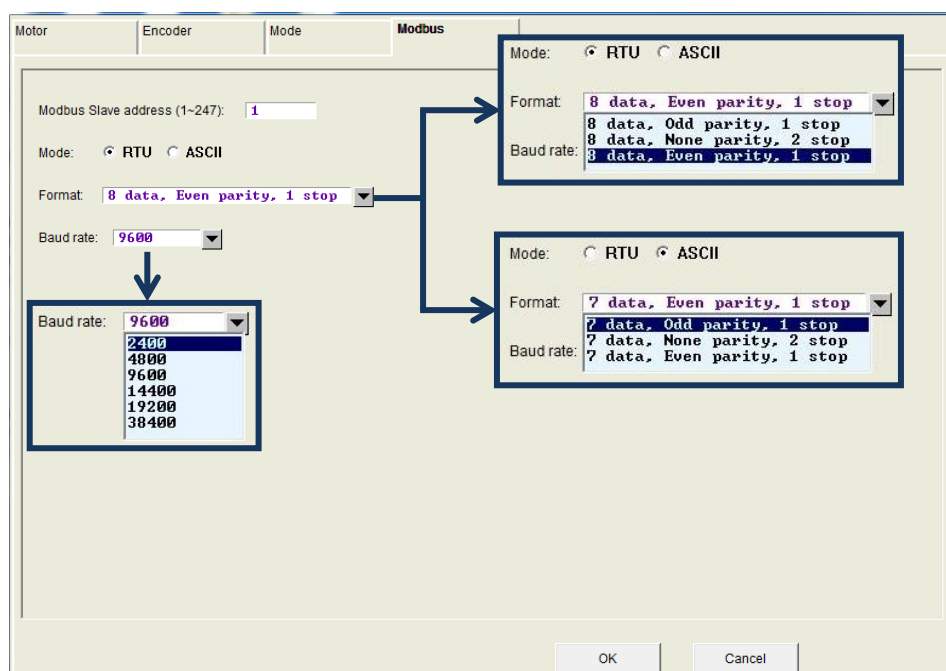 Motor Encoder Mode Modbus
Modbus Slave address (1~247): 1
Mode: RTU ASCII
Format: 8 data, Even parity, 1 stop
Baud rate: 9600
Baud rate: 9600
2400
4800
9600
14400
19200
38400
Mode: RTU ASCII
Format: 8 data, Even parity, 1 stop
8 data, Odd parity, 1 stop
8 data, None parity, 2 stop
Baud rate: 8 data, Even parity, 1 stop
Mode: RTU ASCII
Format: 7 data, Even parity, 1 stop
7 data, Odd parity, 1 stop
7 data, None parity, 2 stop
Baud rate: 7 data, Even parity, 1 stop
OK Cancel